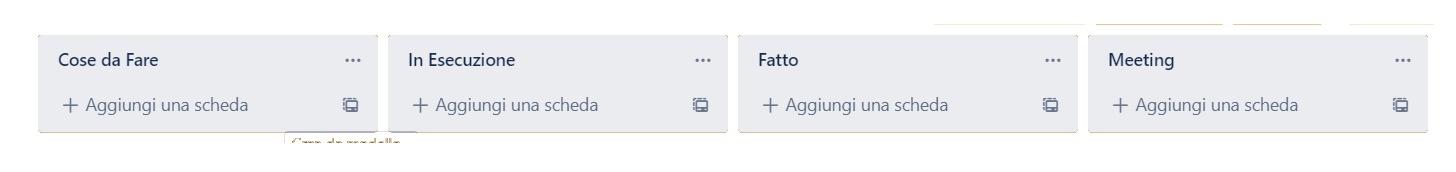 Cose da Fare
In Esecuzione
Fatto
Meeting
Aggiungi una scheda
Aggiungi una scheda
Aggiungi una scheda
Aggiungi una scheda